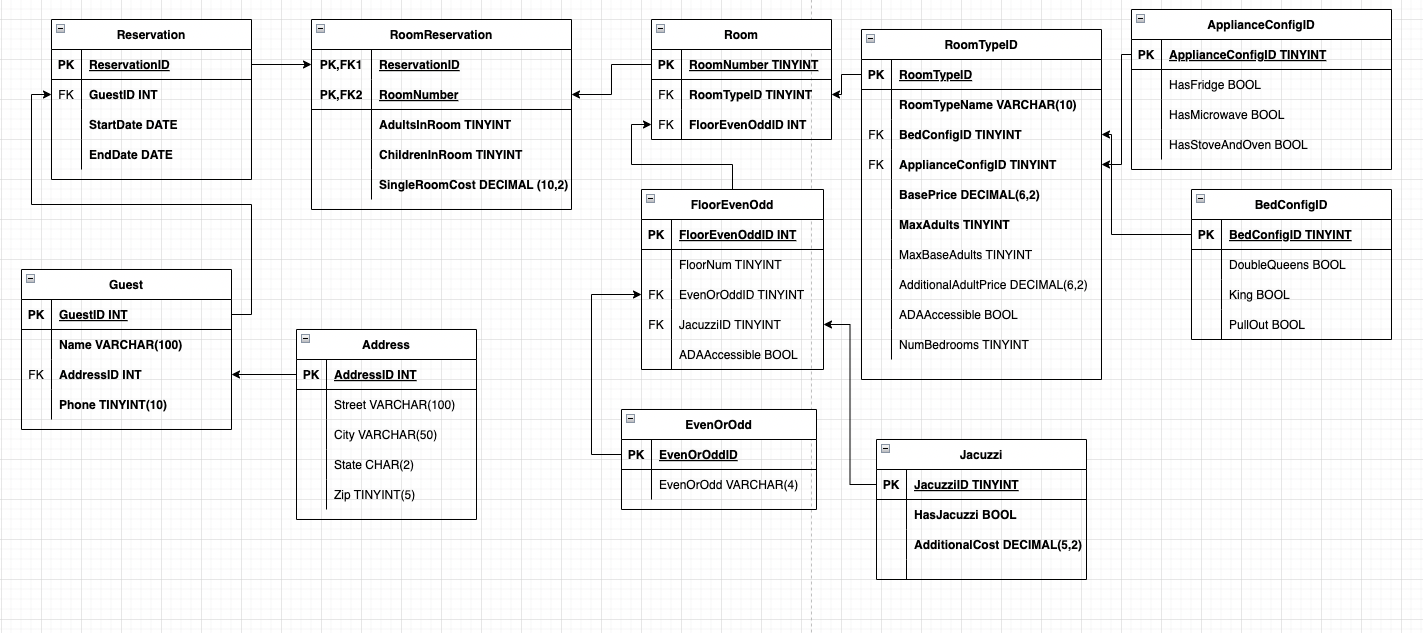 Reservation
PK ReservationID
FK GuestID INT
StartDate DATE
EndDate DATE
RoomReservation
PK,FK1 ReservationID
PK,FK2 RoomNumber
AdultsInRoom TINYINT
ChildrenInRoom TINYINT
SingleRoomCost DECIMAL (10,2)
Room
PK RoomNumber TINYINT
FK RoomTypeID TINYINT
FK FloorEvenOddID INT
RoomTypeID
PK RoomTypeID
RoomTypeName VARCHAR(10)
FK BedConfigID TINYINT
FK ApplianceConfigID TINYINT
BasePrice DECIMAL(6,2)
MaxAdults TINYINT
MaxBaseAdults TINYINT
AdditionalAdultPrice DECIMAL(6,2)
ADAAccessible BOOL
NumBedrooms TINYINT
ApplianceConfigID
PK ApplianceConfigID TINYINT
HasFridge BOOL
HasMicrowave BOOL
HasStoveAndOven BOOL
BedConfigID
PK BedConfigID TINYINT
DoubleQueens BOOL
King BOOL
PullOut BOOL
FloorEvenOdd
PK FloorEvenOddID INT
FloorNum TINYINT
FK EvenOrOddID TINYINT
FK JacuzziID TINYINT
ADAAccessible BOOL
Guest
PK GuestID INT
Name VARCHAR(100)
FK AddressID INT
Phone TINYINT(10)
Address
PK AddressID INT
Street VARCHAR(100)
City VARCHAR(50)
State CHAR(2)
Zip TINYINT(5)
EvenOrOdd
PK EvenOrOddID
EvenOrOdd VARCHAR(4)
Jacuzzi
PK JacuzziID TINYINT
HasJacuzzi BOOL
AdditionalCost DECIMAL(5,2)